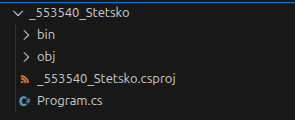 _553540_Stetsko
bin
obj
_553540_Stetsko.csproj
Program.cs